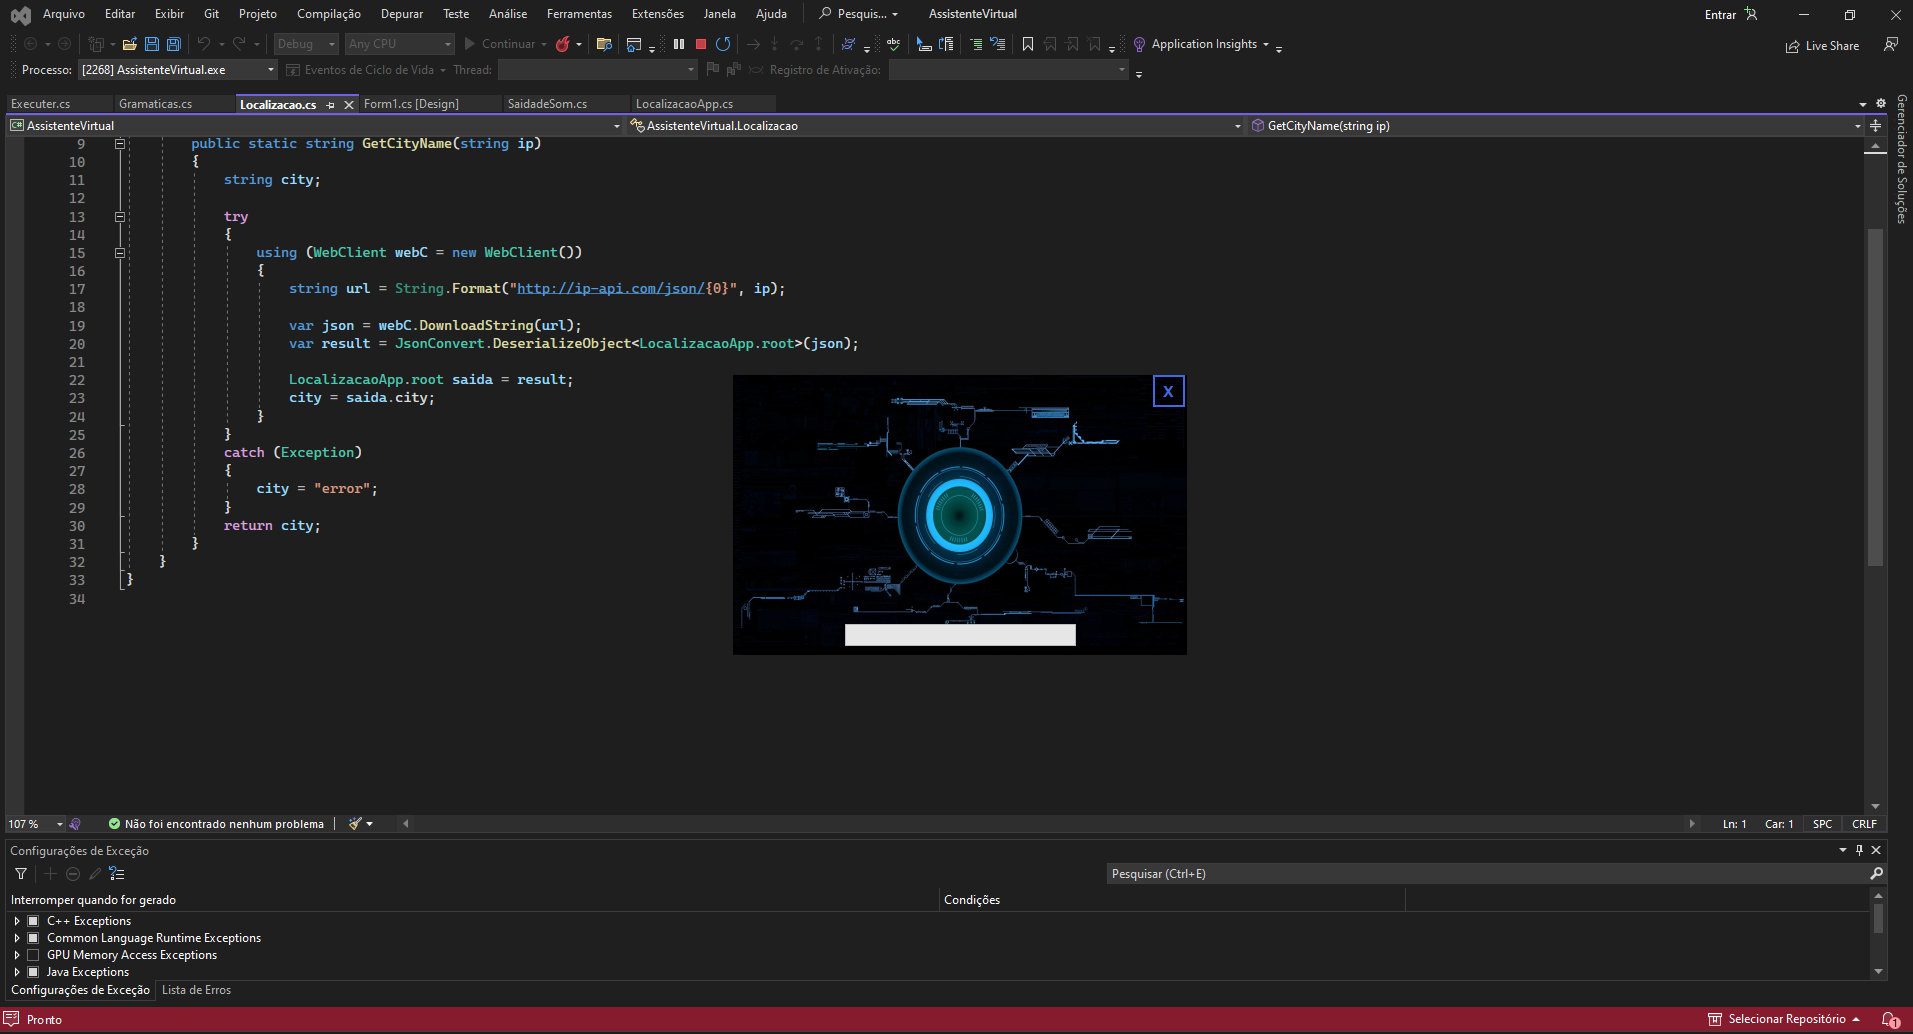 Arquivo Editar Exibir Git Projeto Compilação Depurar Teste Análise Ferramentas Extensões Janela Ajuda Pesquis... AssistenteVirtual Entrar
Debug Any CPU Continuar abc Application Insights Live Share
Processo: [2268] AssistenteVirtual.exe Eventos de Ciclo de Vida Thread: Registro de Ativação:
Executer.cs Gramaticas.cs Localizacao.cs Form1.cs [Design] SaidadeSom.cs LocalizacaoApp.cs
Gerenciador de Soluções
C# AssistenteVirtual AssistenteVirtual.Localizacao GetCityName(string ip)
9 public static string GetCityName(string ip)
10 {
11 string city;
12
13 try
14 {
15 using (WebClient webC = new WebClient())
16 {
17 string url = String.Format("http://ip-api.com/json/{0}", ip);
18
19 var json = webC.DownloadString(url);
20 var result = JsonConvert.DeserializeObject<LocalizacaoApp.root>(json);
21
22 LocalizacaoApp.root saida = result;
23 city = saida.city;
24 }
25 }
26 catch (Exception)
27 {
28 city = "error";
29 }
30 return city;
31 }
32 }
33 }
34
X
107 % Não foi encontrado nenhum problema Ln: 1 Car: 1 SPC CRLF
Configurações de Exceção
Pesquisar (Ctrl+E)
Interromper quando for gerado Condições
C++ Exceptions
Common Language Runtime Exceptions
GPU Memory Access Exceptions
Java Exceptions
Configurações de Exceção Lista de Erros
Pronto Selecionar Repositório 1